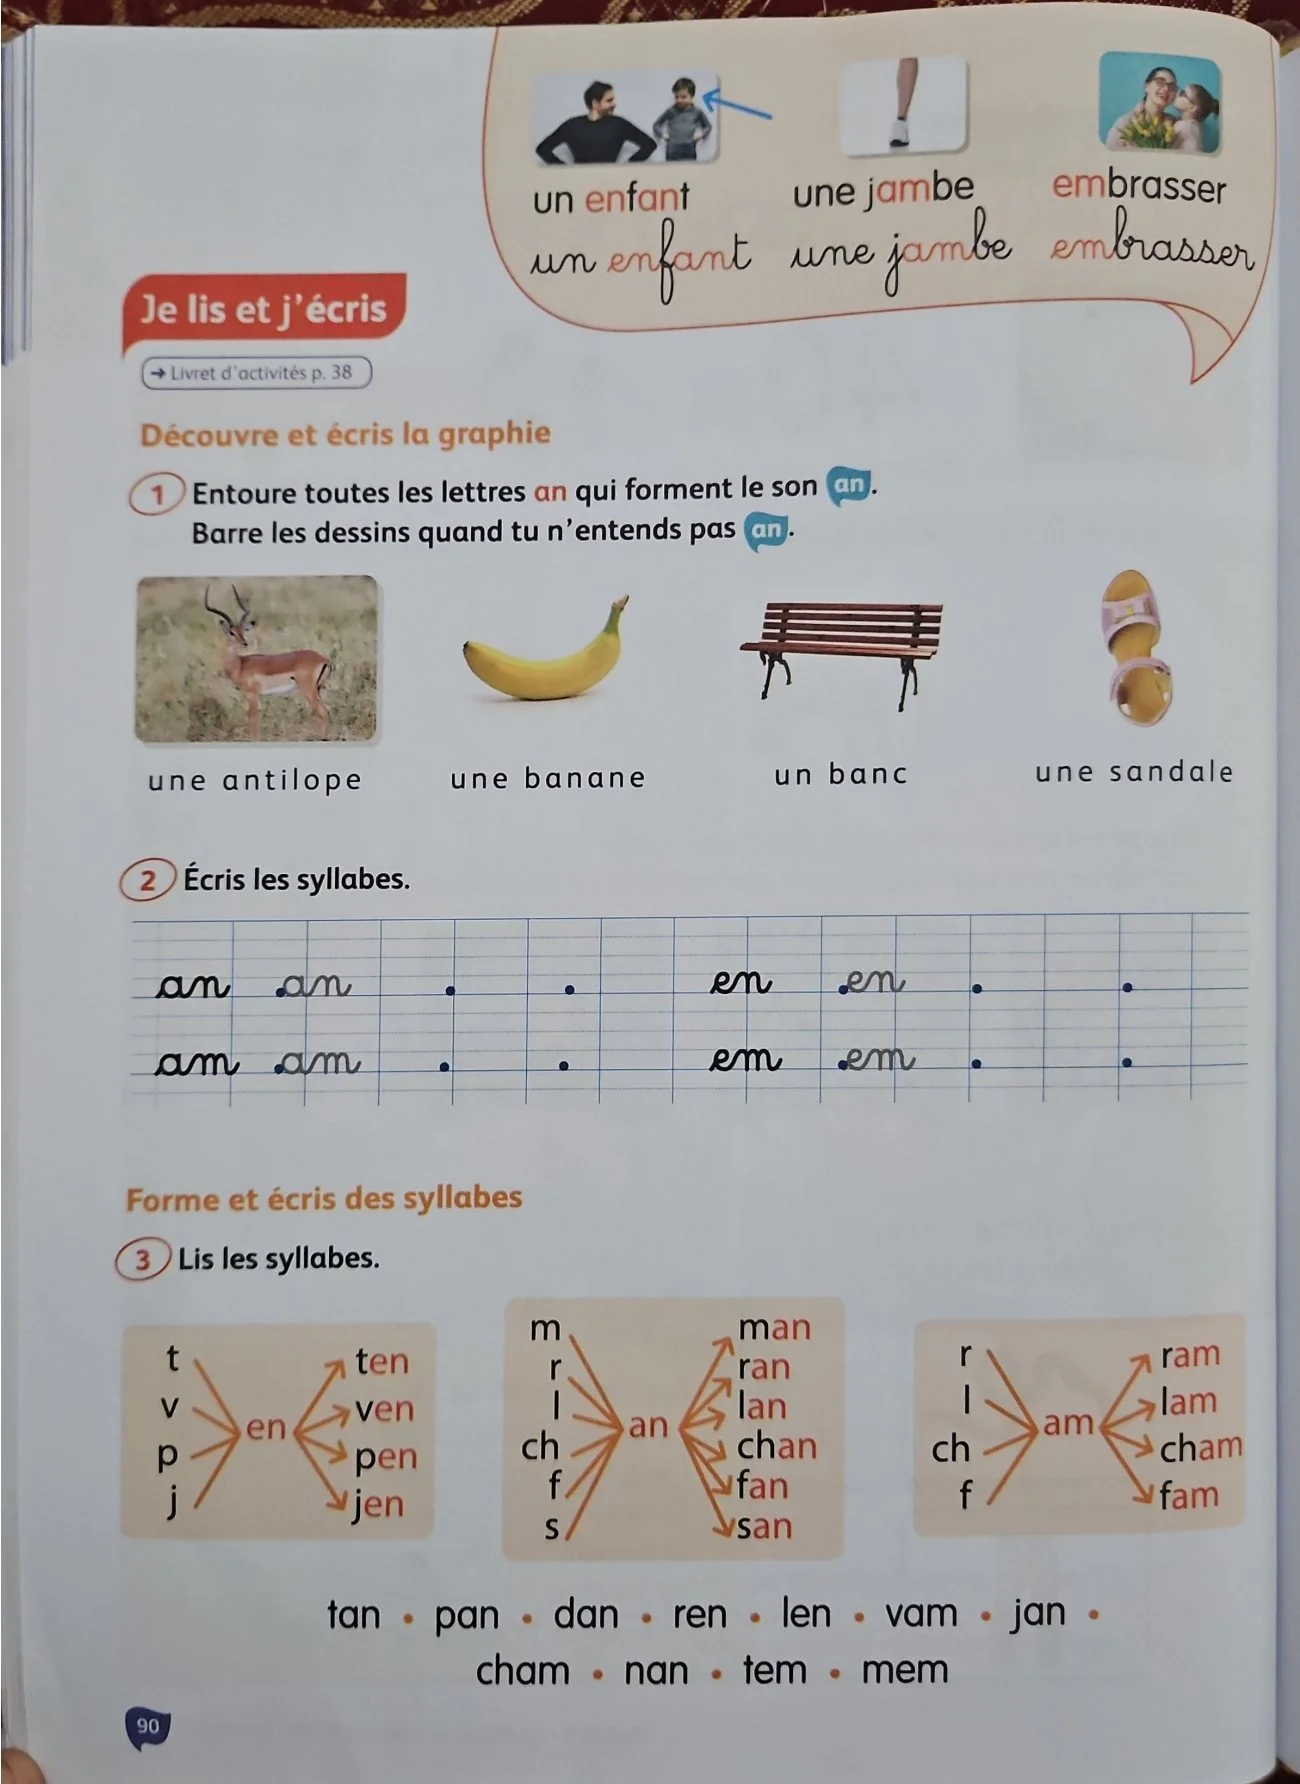 un enfant une jambe embrasser
un enfant une jambe embrasser
Je lis et j'écris
→ Livret d'activités p. 38
Découvre et écris la graphie
1 Entoure toutes les lettres an qui forment le son an.
Barre les dessins quand tu n'entends pas an.
une antilope une banane un banc une sandale
2 Écris les syllabes.
an an en en
am am em em
Forme et écris des syllabes
3 Lis les syllabes.
t
v
p
j
en
ten
ven
pen
jen
m
r
l
ch
f
s
an
man
ran
lan
chan
fan
san
r
l
ch
f
am
ram
lam
cham
fam
tan • pan • dan • ren • len • vam • jan •
cham • nan • tem • mem
90